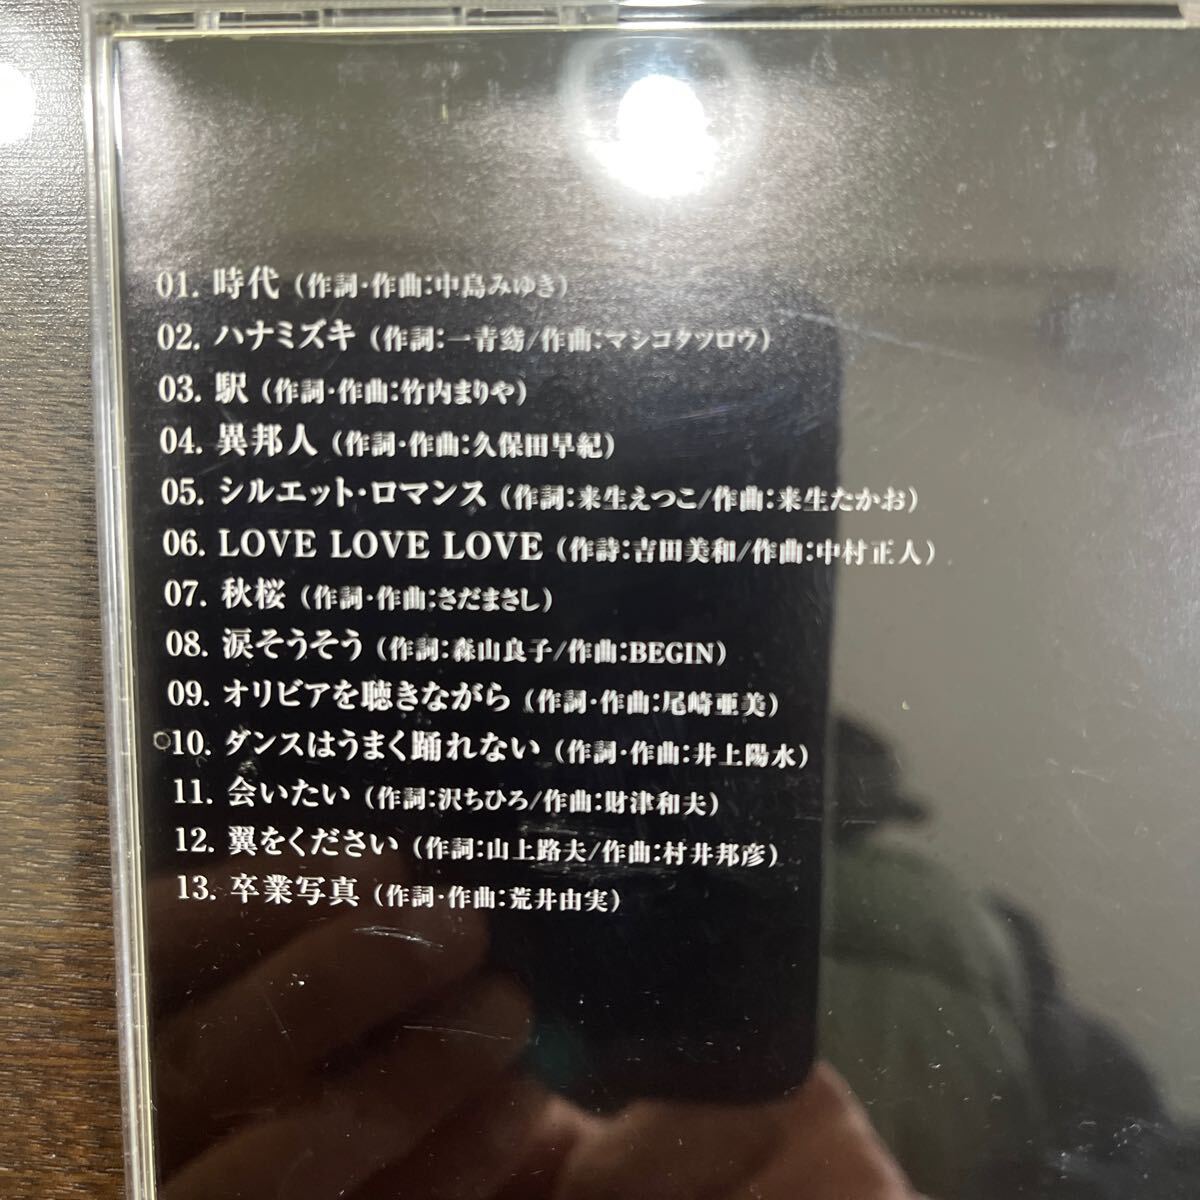 01. 時代 (作詞・作曲:中島みゆき)
02. ハナミズキ (作詞:一青窈/作曲:マシコタツロウ)
03. 駅 (作詞・作曲:竹内まりや)
04. 異邦人 (作詞・作曲:久保田早紀)
05. シルエット・ロマンス (作詞:来生えつこ/作曲:来生たかお)
06. LOVE LOVE LOVE (作詩:吉田美和/作曲:中村正人)
07. 秋桜 (作詞・作曲:さだまさし)
08. 涙そうそう (作詞:森山良子/作曲:BEGIN)
09. オリビアを聴きながら (作詞・作曲:尾崎亜美)
10. ダンスはうまく踊れない (作詞・作曲:井上陽水)
11. 会いたい (作詞:沢ちひろ/作曲:財津和夫)
12. 翼をください (作詞:山上路夫/作曲:村井邦彦)
13. 卒業写真 (作詞・作曲:荒井由実)